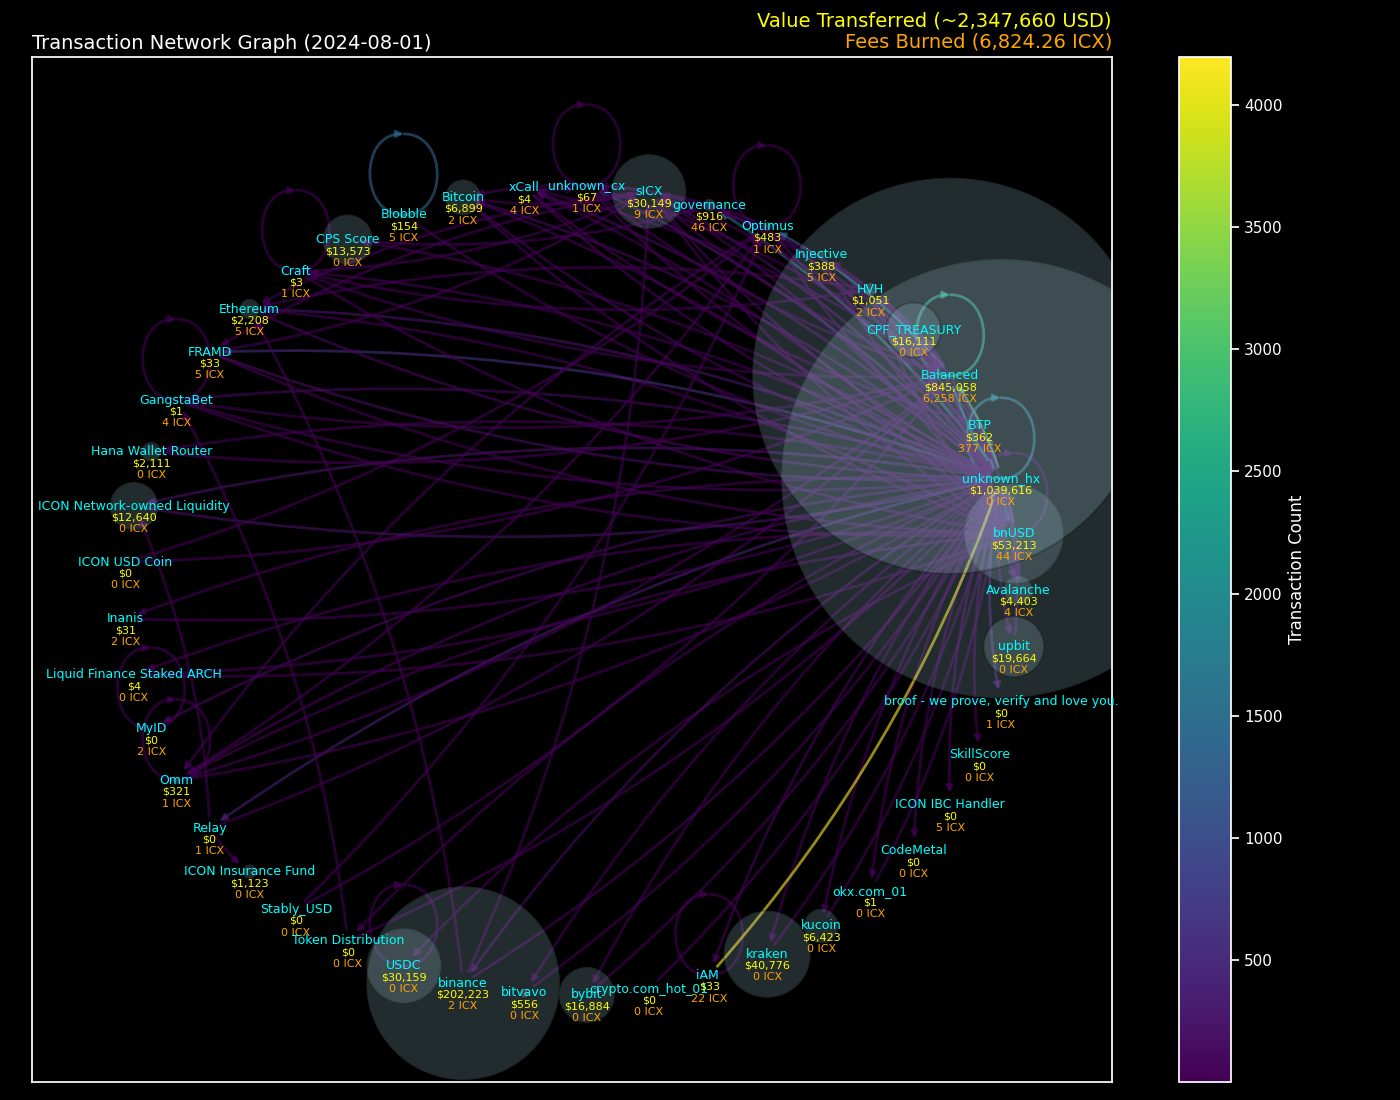 Value Transferred (~2,347,660 USD)
Transaction Network Graph (2024-08-01)
Fees Burned (6,824.26 ICX)
xCall
$4
4 ICX
unknown_cx
$67
1 ICX
sICX
$30,149
9 ICX
Bitcoin
$6,899
2 ICX
governance
$916
46 ICX
Blobble
$154
5 ICX
Optimus
$483
1 ICX
CPS Score
$13,573
0 ICX
Injective
$388
5 ICX
Craft
$3
1 ICX
HVH
$1,051
2 ICX
Ethereum
$2,208
5 ICX
CPF_TREASURY
$16,111
0 ICX
FRAMD
$33
5 ICX
Balanced
$845,058
6,258 ICX
GangstaBet
$1
4 ICX
BTP
$362
377 ICX
Hana Wallet Router
$2,111
0 ICX
unknown_hx
$1,039,616
0 ICX
ICON Network-owned Liquidity
$12,640
0 ICX
bnUSD
$53,213
44 ICX
ICON USD Coin
$0
0 ICX
Avalanche
$4,403
4 ICX
Inanis
$31
2 ICX
upbit
$19,664
0 ICX
Liquid Finance Staked ARCH
$4
0 ICX
broof - we prove, verify and love you.
$0
1 ICX
MyID
$0
2 ICX
SkillScore
$0
0 ICX
Omm
$321
1 ICX
ICON IBC Handler
$0
5 ICX
Relay
$0
1 ICX
CodeMetal
$0
0 ICX
ICON Insurance Fund
$1,123
0 ICX
okx.com_01
$1
0 ICX
Stably_USD
$0
0 ICX
kucoin
$6,423
0 ICX
Token Distribution
$0
0 ICX
kraken
$40,776
0 ICX
USDC
$30,159
0 ICX
iAM
$33
22 ICX
binance
$202,223
2 ICX
crypto.com_hot_01
$0
0 ICX
bitvavo
$556
0 ICX
bybit
$16,884
0 ICX
4000
3500
3000
2500
2000
1500
1000
500
Transaction Count